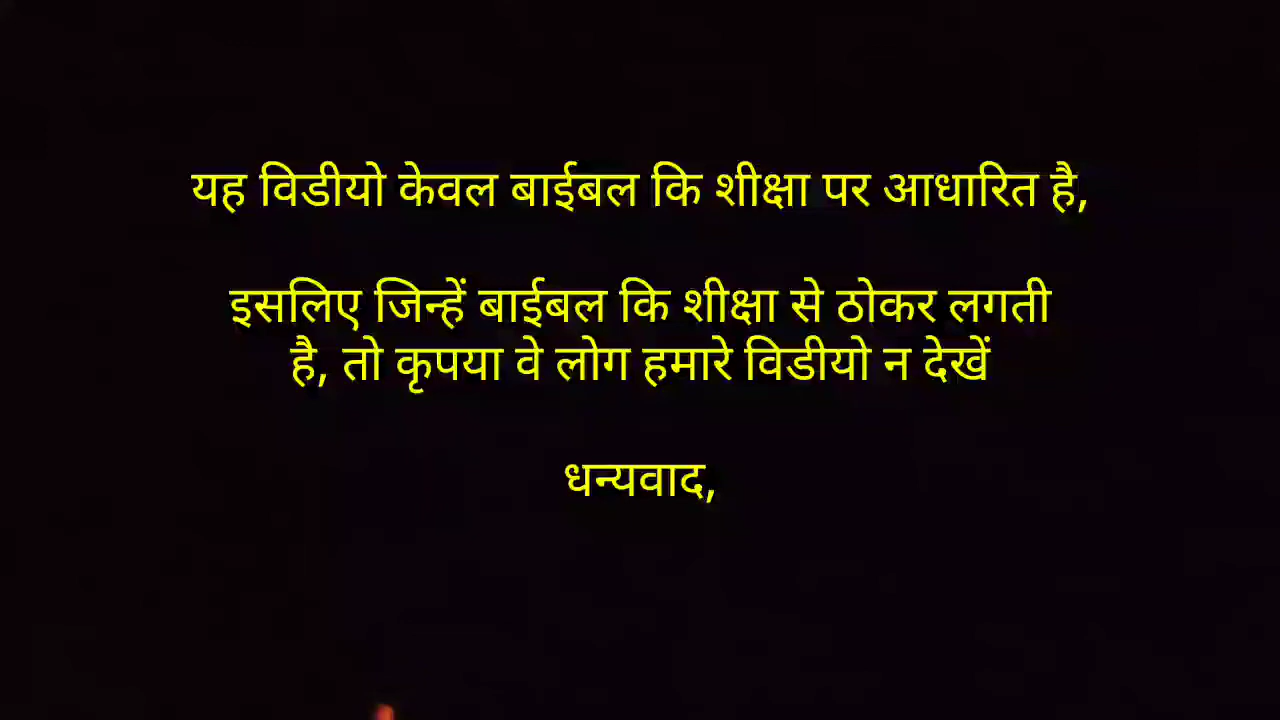 यह विडीयो केवल बाईबल कि शीक्षा पर आधारित है,
इसलिए जिन्हें बाईबल कि शीक्षा से ठोकर लगती
है, तो कृपया वे लोग हमारे विडीयो न देखें
धन्यवाद,